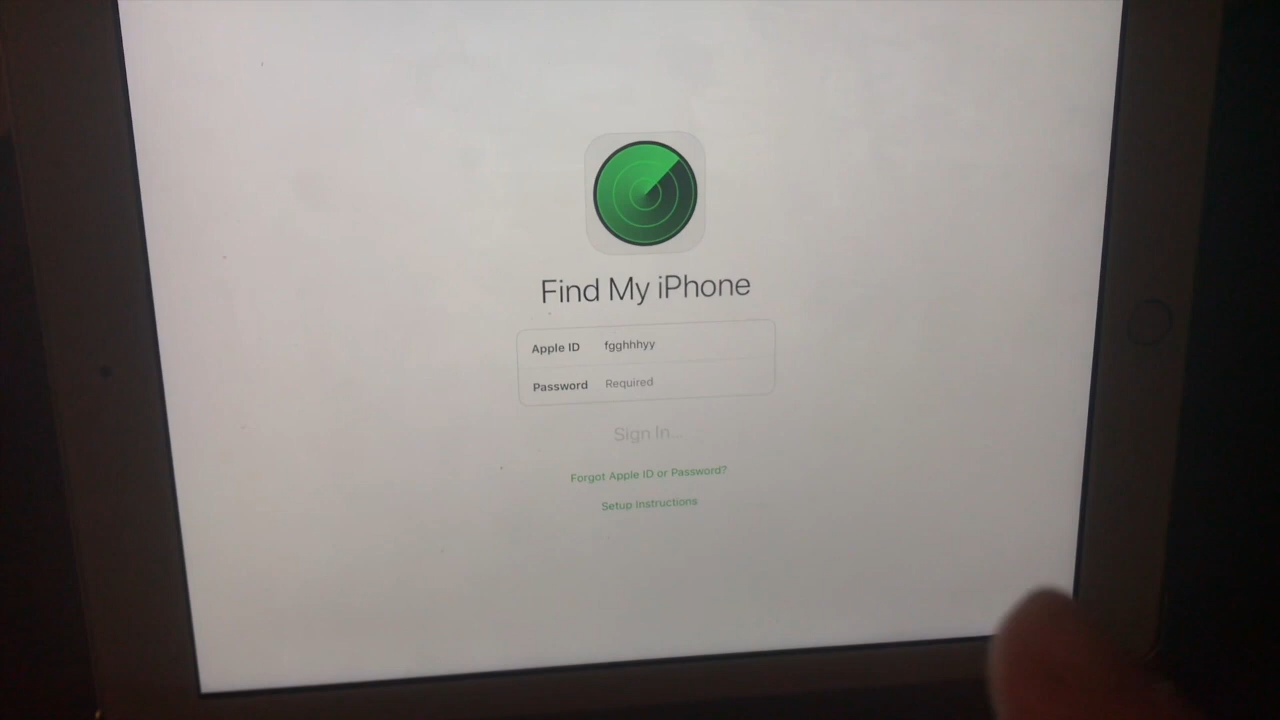 Find My iPhone
Apple ID fgghhhyy
Password Required
Sign In...
Forgot Apple ID or Password?
Setup Instructions